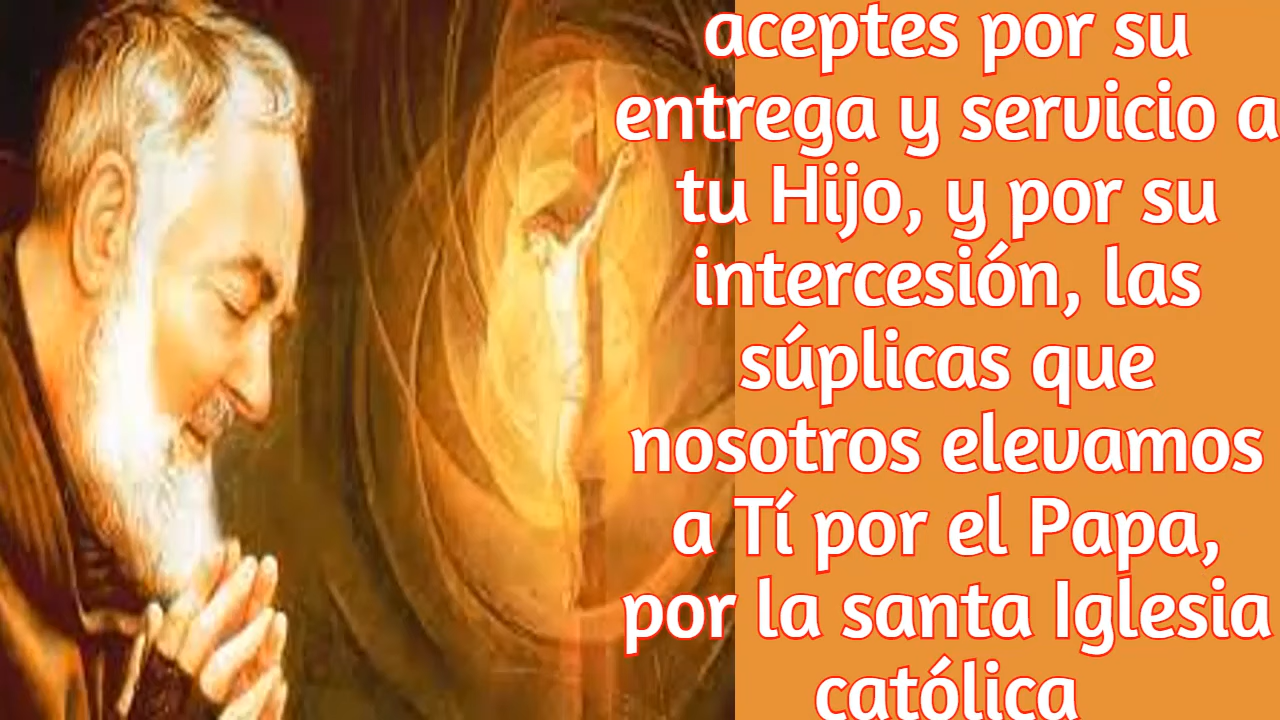 aceptes por su
entrega y servicio a
tu Hijo, y por su
intercesión, las
súplicas que
nosotros elevamos
a Tí por el Papa,
por la santa Iglesia
católica